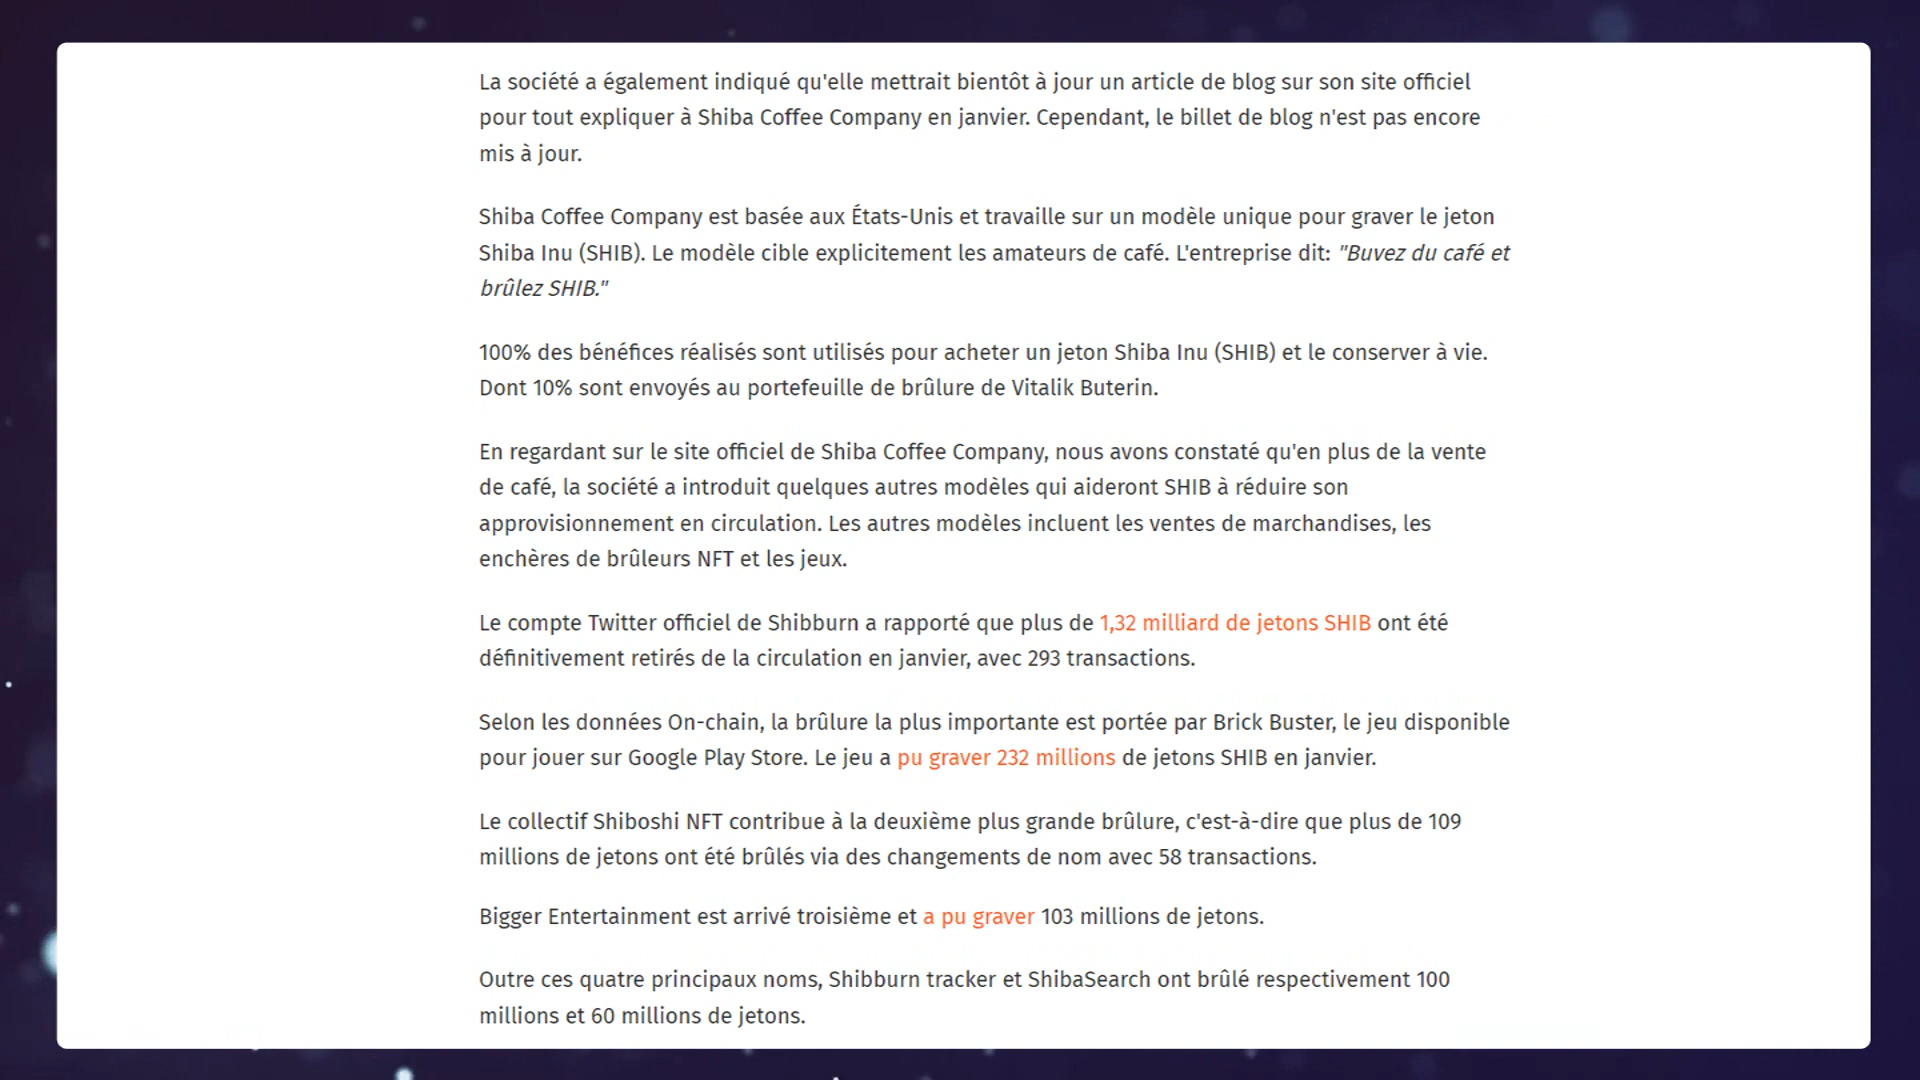 La société a également indiqué qu'elle mettrait bientôt à jour un article de blog sur son site officiel
pour tout expliquer à Shiba Coffee Company en janvier. Cependant, le billet de blog n'est pas encore
mis à jour.
Shiba Coffee Company est basée aux États-Unis et travaille sur un modèle unique pour graver le jeton
Shiba Inu (SHIB). Le modèle cible explicitement les amateurs de café. L'entreprise dit: "Buvez du café et
brûlez SHIB."
100% des bénéfices réalisés sont utilisés pour acheter un jeton Shiba Inu (SHIB) et le conserver à vie.
Dont 10% sont envoyés au portefeuille de brûlure de Vitalik Buterin.
En regardant sur le site officiel de Shiba Coffee Company, nous avons constaté qu'en plus de la vente
de café, la société a introduit quelques autres modèles qui aideront SHIB à réduire son
approvisionnement en circulation. Les autres modèles incluent les ventes de marchandises, les
enchères de brûleurs NFT et les jeux.
Le compte Twitter officiel de Shibburn a rapporté que plus de 1,32 milliard de jetons SHIB ont été
définitivement retirés de la circulation en janvier, avec 293 transactions.
Selon les données On-chain, la brûlure la plus importante est portée par Brick Buster, le jeu disponible
pour jouer sur Google Play Store. Le jeu a pu graver 232 millions de jetons SHIB en janvier.
Le collectif Shiboshi NFT contribue à la deuxième plus grande brûlure, c'est-à-dire que plus de 109
millions de jetons ont été brûlés via des changements de nom avec 58 transactions.
Bigger Entertainment est arrivé troisième et a pu graver 103 millions de jetons.
Outre ces quatre principaux noms, Shibburn tracker et ShibaSearch ont brûlé respectivement 100
millions et 60 millions de jetons.